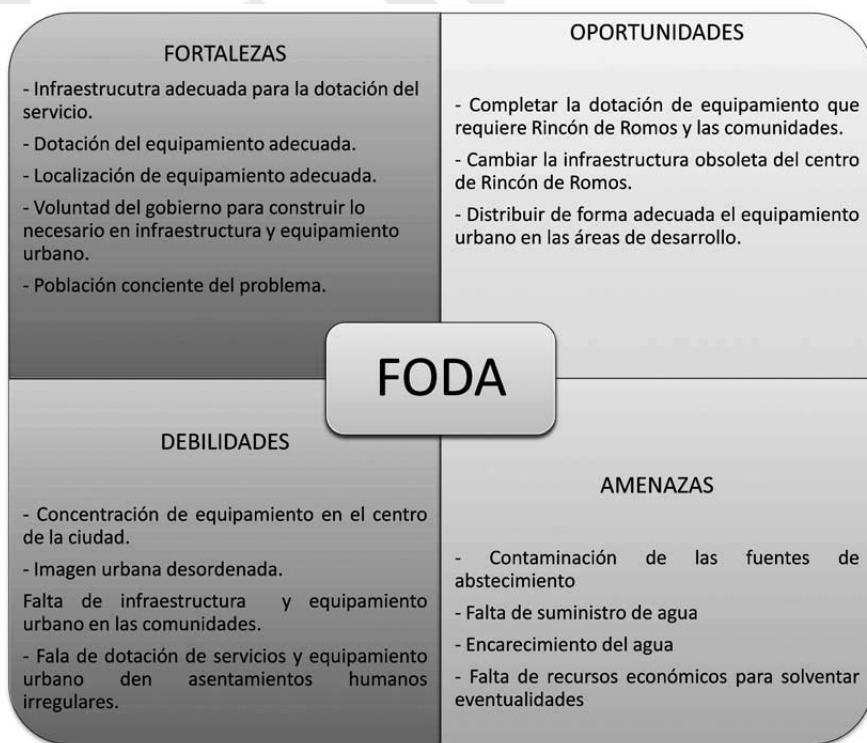 FORTALEZAS
- Infraestrucutra adecuada para la dotación del
servicio.
- Dotación del equipamiento adecuada.
- Localización de equipamiento adecuada.
- Voluntad del gobierno para construir lo
necesario en infraestructura y equipamiento
urbano.
- Población conciente del problema.
OPORTUNIDADES
- Completar la dotación de equipamiento que
requiere Rincón de Romos y las comunidades.
- Cambiar la infraestructura obsoleta del centro
de Rincón de Romos.
- Distribuir de forma adecuada el equipamiento
urbano en las áreas de desarrollo.
FODA
DEBILIDADES
- Concentración de equipamiento en el centro
de la ciudad.
- Imagen urbana desordenada.
Falta de infraestructura y equipamiento
urbano en las comunidades.
- Fala de dotación de servicios y equipamiento
urbano den asentamientos humanos
irregulares.
AMENAZAS
- Contaminación de las fuentes de
abstecimiento
- Falta de suministro de agua
- Encarecimiento del agua
- Falta de recursos económicos para solventar
eventualidades